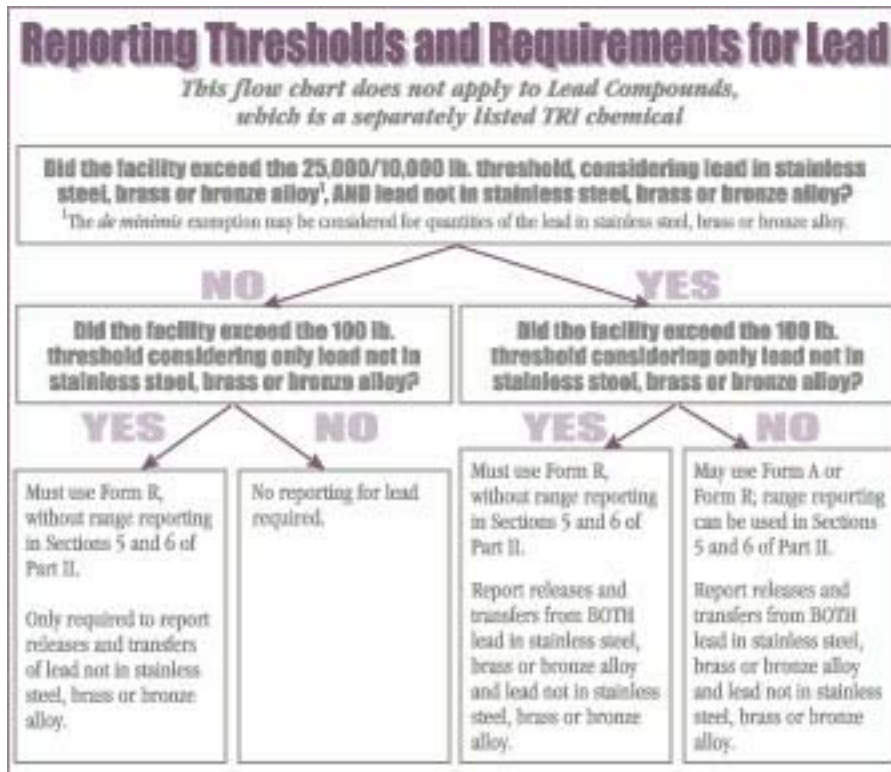 Reporting Thresholds and Requirements for Lead
This flow chart does not apply to Lead Compounds,
which is a separately listed TRI chemical
Did the facility exceed the 25,000/10,000 lb. threshold, considering lead in stainless
steel, brass or bronze alloy¹, AND lead not in stainless steel, brass or bronze alloy?
¹The de minimis exemption may be considered for quantities of the lead in stainless steel, brass or bronze alloy.
NO
YES
Did the facility exceed the 100 lb.
threshold considering only lead not in
stainless steel, brass or bronze alloy?
Did the facility exceed the 100 lb.
threshold considering only lead not in
stainless steel, brass or bronze alloy?
YES
NO
YES
NO
Must use Form R,
without range reporting
in Sections 5 and 6 of
Part II.
Only required to report
releases and transfers
of lead not in stainless
steel, brass or bronze
alloy.
No reporting for lead
required.
Must use Form R,
without range reporting
in Sections 5 and 6 of
Part II.
Report releases and
transfers from BOTH
lead in stainless steel,
brass or bronze alloy
and lead not in stainless
steel, brass or bronze
alloy.
May use Form A or
Form R; range reporting
can be used in Sections
5 and 6 of Part II.
Report releases and
transfers from BOTH
lead in stainless steel,
brass or bronze alloy
and lead not in stainless
steel, brass or bronze
alloy.